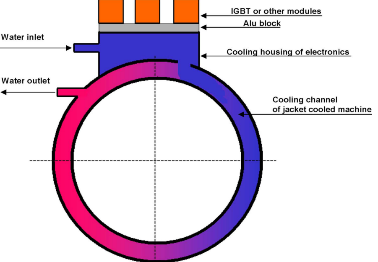 IGBT or other modules
Alu block
Water inlet
Cooling housing of electronics
Water outlet
Cooling channel
of jacket cooled machine